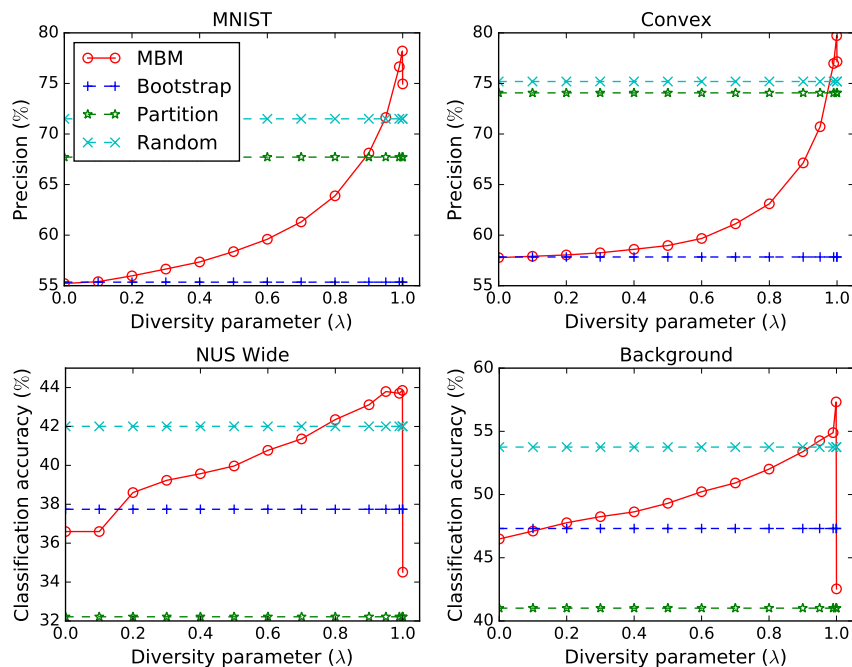 MNIST
80
75
70
65
60
55
Precision (%)
MBM
Bootstrap
Partition
Random
0.0 0.2 0.4 0.6 0.8 1.0
Diversity parameter (λ)
Convex
80
75
70
65
60
55
Precision (%)
0.0 0.2 0.4 0.6 0.8 1.0
Diversity parameter (λ)
NUS Wide
44
42
40
38
36
34
32
Classification accuracy (%)
0.0 0.2 0.4 0.6 0.8 1.0
Diversity parameter (λ)
Background
60
55
50
45
40
Classification accuracy (%)
0.0 0.2 0.4 0.6 0.8 1.0
Diversity parameter (λ)